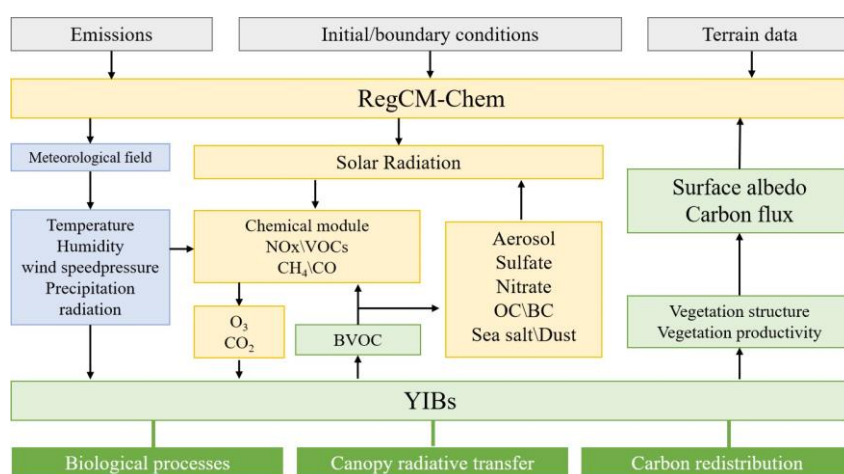 Emissions
Initial/boundary conditions
Terrain data
RegCM-Chem
Meteorological field
Solar Radiation
Surface albedo
Carbon flux
Temperature
Humidity
wind speedpressure
Precipitation
radiation
Chemical module
NOx\VOCs
CH₄\CO
Aerosol
Sulfate
Nitrate
OC\BC
Sea salt\Dust
O₃
CO₂
BVOC
Vegetation structure
Vegetation productivity
YIBs
Biological processes
Canopy radiative transfer
Carbon redistribution